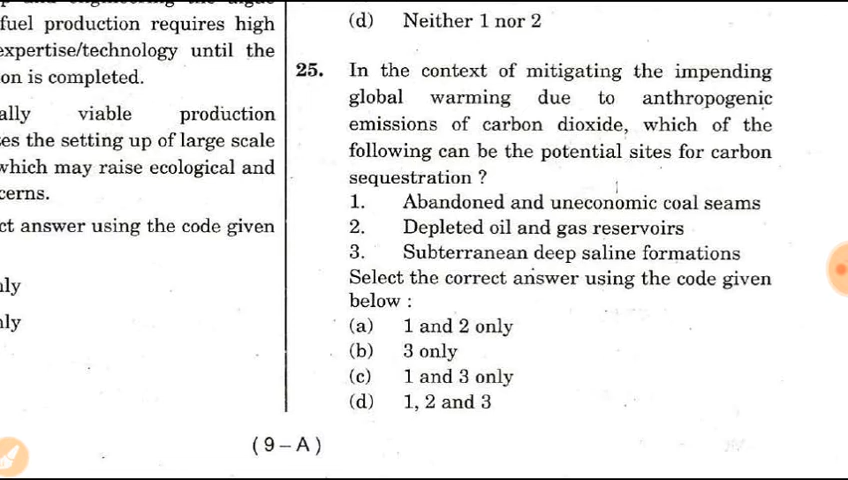 fuel production requires high
expertise/technology until the
on is completed.
ally viable production
es the setting up of large scale
which may raise ecological and
cerns.
ct answer using the code given
nly
nly
(d) Neither 1 nor 2
25. In the context of mitigating the impending
global warming due to anthropogenic
emissions of carbon dioxide, which of the
following can be the potential sites for carbon
sequestration ?
1. Abandoned and uneconomic coal seams
2. Depleted oil and gas reservoirs
3. Subterranean deep saline formations
Select the correct answer using the code given
below :
(a) 1 and 2 only
(b) 3 only
(c) 1 and 3 only
(d) 1, 2 and 3
( 9 – A )